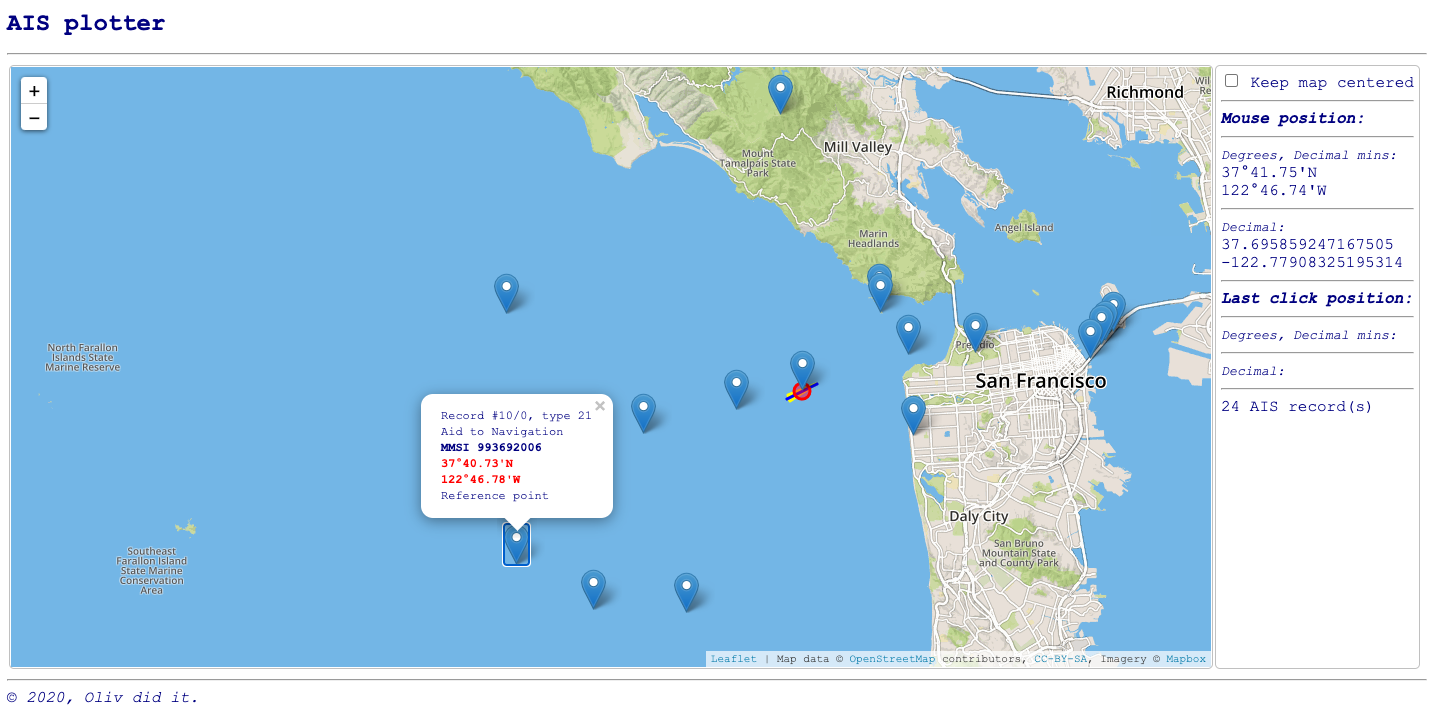 AIS plotter
+
−
Richmond
Mill Valley
Mount
Tamalpais State
Park
Marin
Headlands
Angel Island
North Farallon
Islands State
Marine Reserve
San Francisco
Record #10/0, type 21
Aid to Navigation
MMSI 993692006
37°40.73'N
122°46.78'W
Reference point
×
Daly City
San Bruno
Mountain State
and County Park
Southeast
Farallon Island
State Marine
Conservation
Area
Leaflet | Map data © OpenStreetMap contributors, CC-BY-SA, Imagery © Mapbox
Keep map centered
Mouse position:
Degrees, Decimal mins:
37°41.75'N
122°46.74'W
Decimal:
37.695859247167505
-122.77908325195314
Last click position:
Degrees, Decimal mins:
Decimal:
24 AIS record(s)
© 2020, Oliv did it.